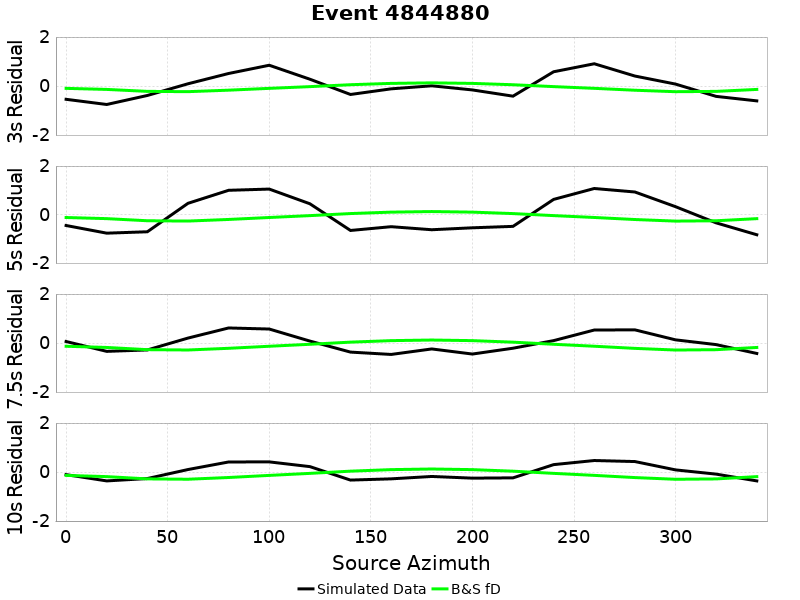 Event 4844880
3s Residual
2
0
-2
5s Residual
2
0
-2
7.5s Residual
2
0
-2
10s Residual
2
0
-2
0 50 100 150 200 250 300
Source Azimuth
Simulated Data B&S fD